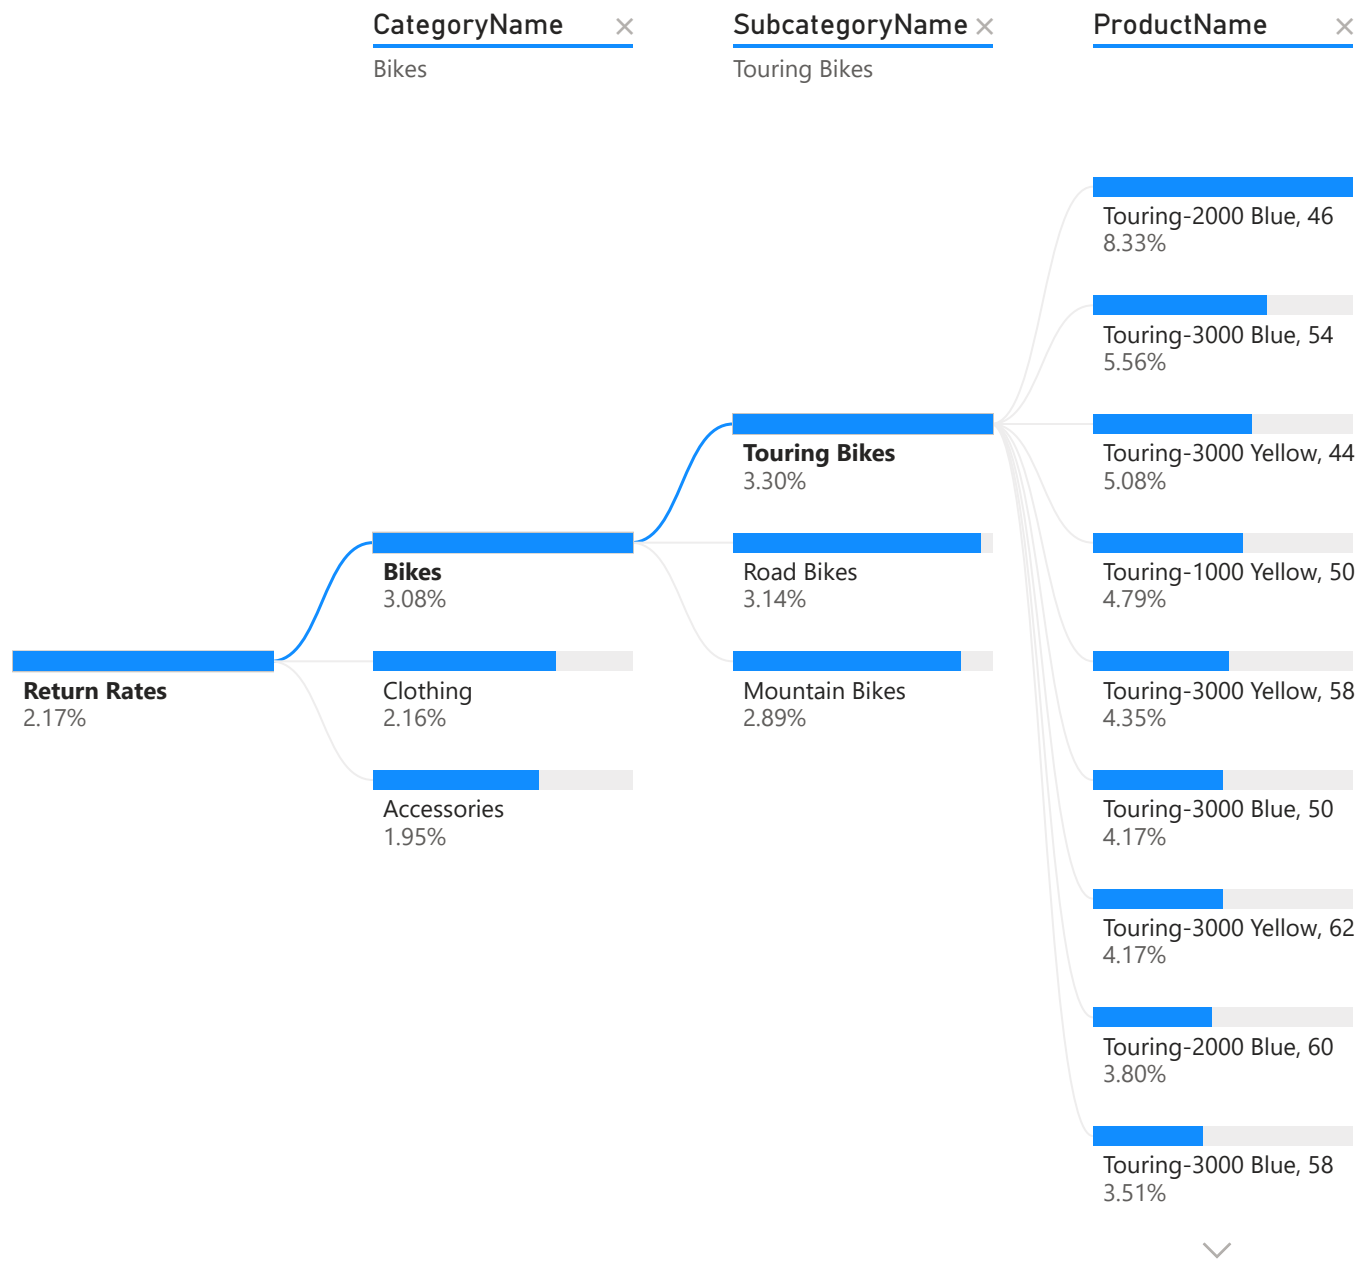 CategoryName
Bikes
SubcategoryName
Touring Bikes
ProductName
Return Rates
2.17%
Bikes
3.08%
Clothing
2.16%
Accessories
1.95%
Touring Bikes
3.30%
Road Bikes
3.14%
Mountain Bikes
2.89%
Touring-2000 Blue, 46
8.33%
Touring-3000 Blue, 54
5.56%
Touring-3000 Yellow, 44
5.08%
Touring-1000 Yellow, 50
4.79%
Touring-3000 Yellow, 58
4.35%
Touring-3000 Blue, 50
4.17%
Touring-3000 Yellow, 62
4.17%
Touring-2000 Blue, 60
3.80%
Touring-3000 Blue, 58
3.51%